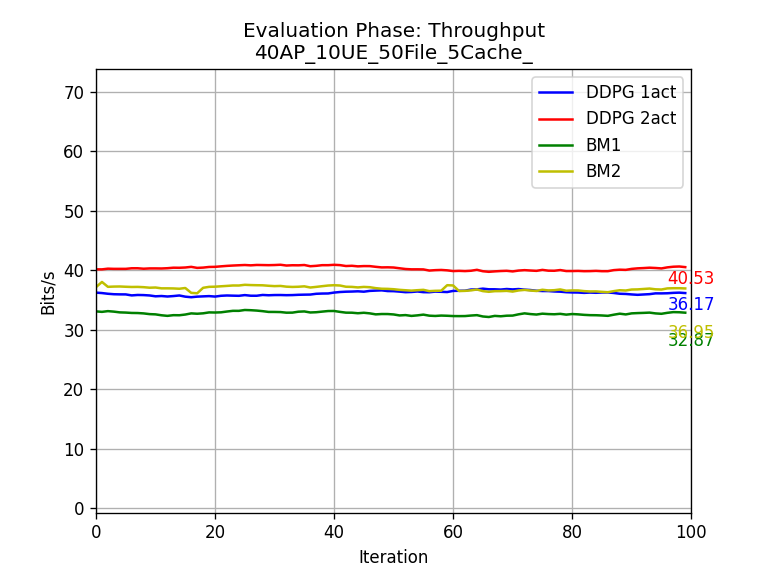 Evaluation Phase: Throughput
40AP_10UE_50File_5Cache_
DDPG 1act
DDPG 2act
BM1
BM2
70
60
50
40
30
20
10
0
Bits/s
40.53
36.17
36.95
32.87
0 20 40 60 80 100
Iteration